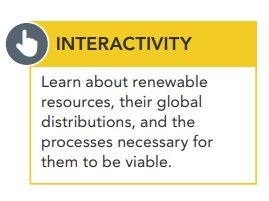 INTERACTIVITY
Learn about renewable
resources, their global
distributions, and the
processes necessary for
them to be viable.